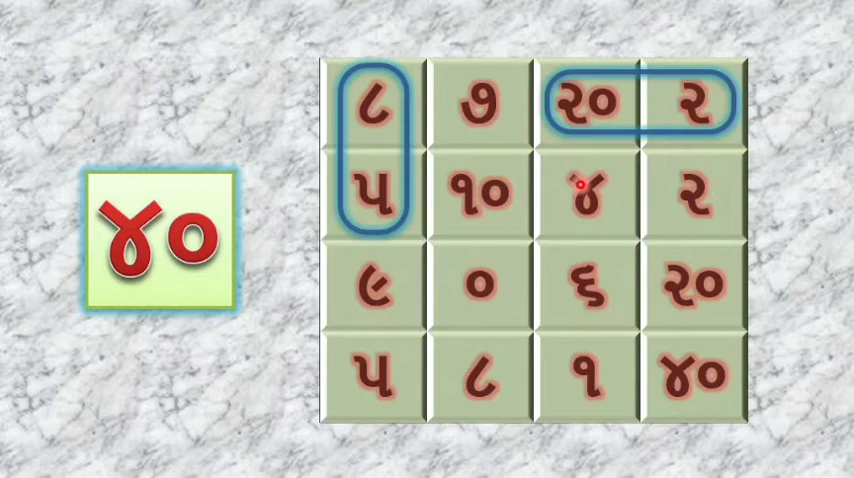 ૪૦
૮ ૭ ૨૦ ૨
૫ ૧૦ ૪ ૨
૯ ૦ ૬ ૨૦
૫ ૮ ૧ ૪૦